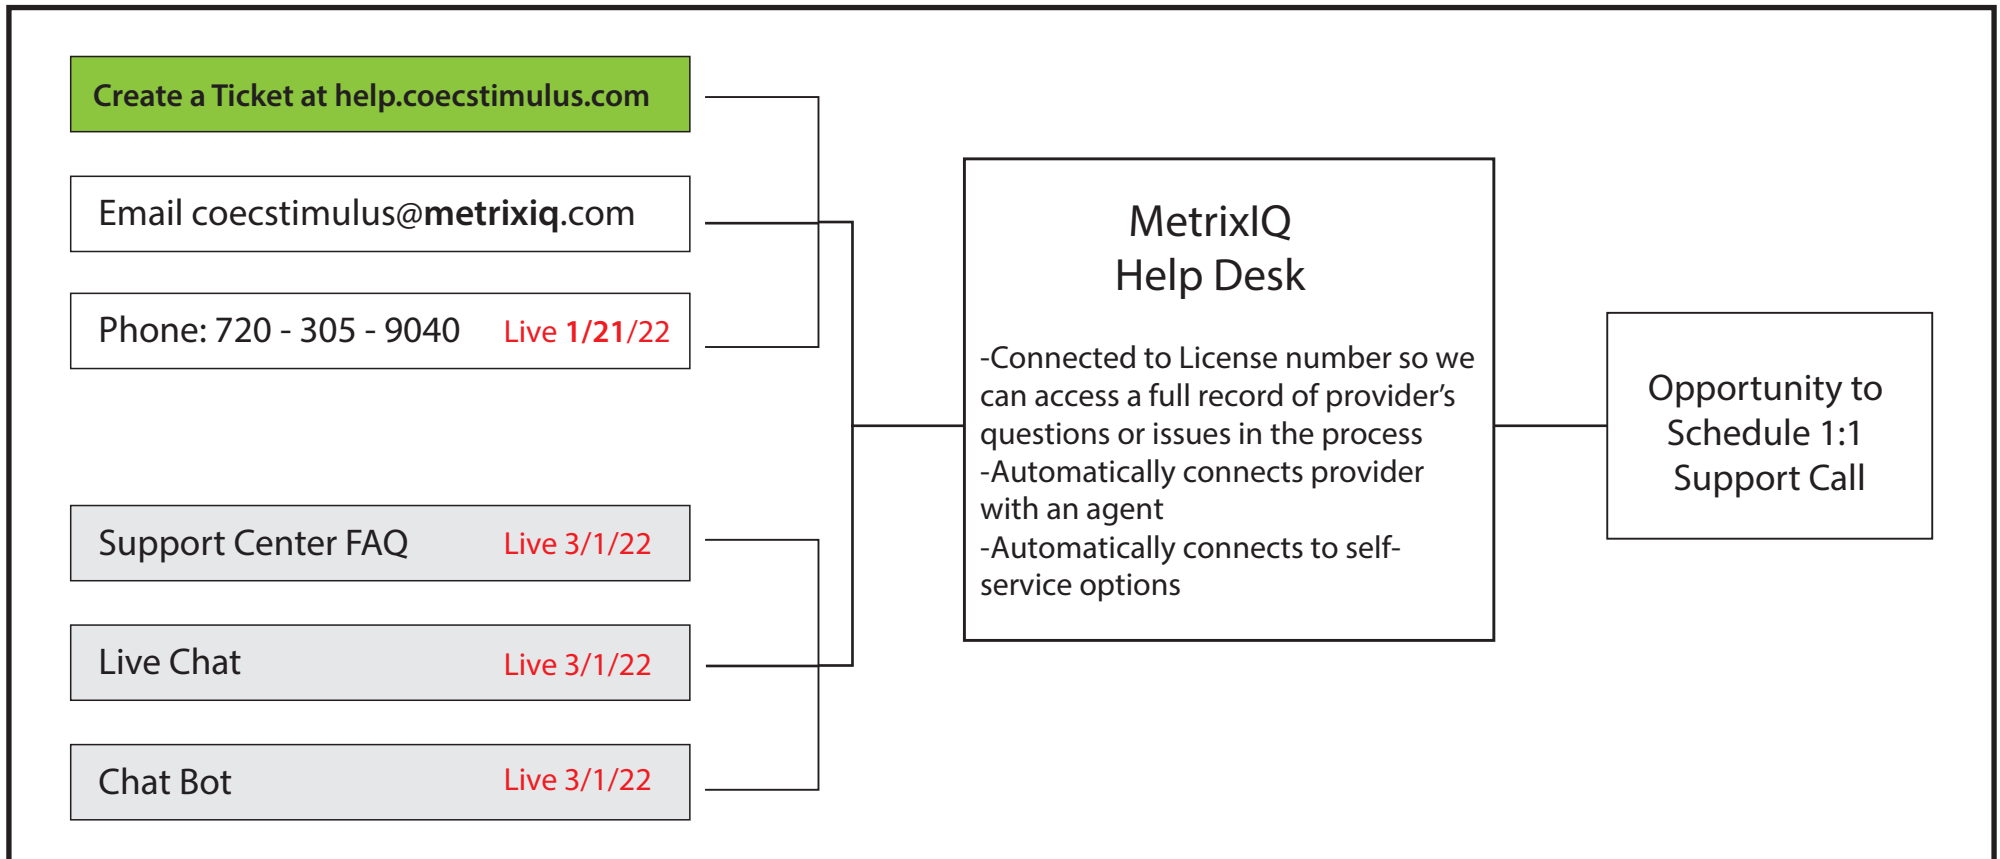 Create a Ticket at help.coecstimulus.com
Email coecstimulus@metrixiq.com
Phone: 720 - 305 - 9040 Live 1/21/22
Support Center FAQ Live 3/1/22
Live Chat Live 3/1/22
Chat Bot Live 3/1/22
MetrixIQ
Help Desk
-Connected to License number so we
can access a full record of provider’s
questions or issues in the process
-Automatically connects provider
with an agent
-Automatically connects to self-
service options
Opportunity to
Schedule 1:1
Support Call